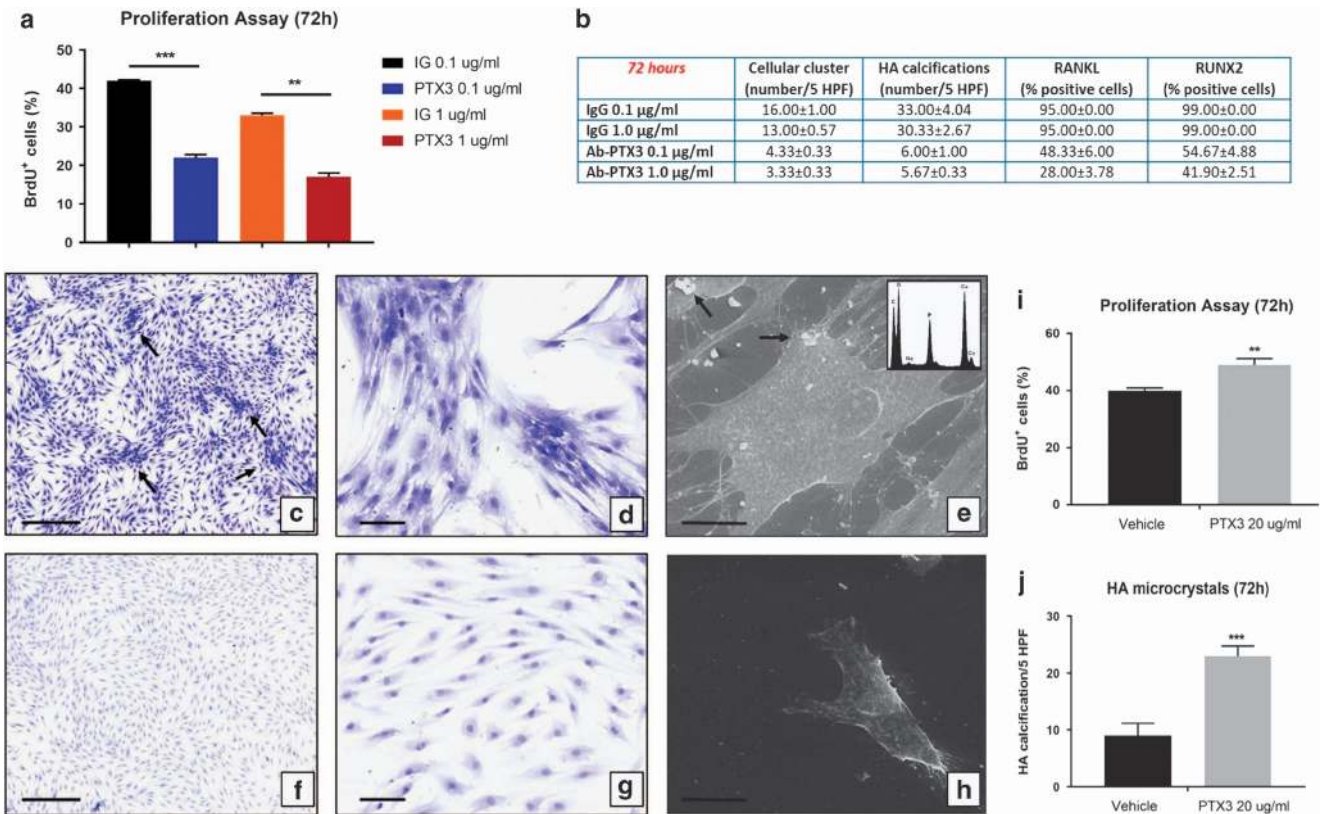 a
Proliferation Assay (72h)
BrdU+ cells (%)
50
40
30
20
10
0
***
**
IG 0.1 ug/ml
PTX3 0.1 ug/ml
IG 1 ug/ml
PTX3 1 ug/ml
b
72 hours Cellular cluster (number/5 HPF) HA calcifications (number/5 HPF) RANKL (% positive cells) RUNX2 (% positive cells)
IgG 0.1 µg/ml 16.00±1.00 33.00±4.04 95.00±0.00 99.00±0.00
IgG 1.0 µg/ml 13.00±0.57 30.33±2.67 95.00±0.00 99.00±0.00
Ab-PTX3 0.1 µg/ml 4.33±0.33 6.00±1.00 48.33±6.00 54.67±4.88
Ab-PTX3 1.0 µg/ml 3.33±0.33 5.67±0.33 28.00±3.78 41.90±2.51
c
d
e
C
O
P
Ca
f
g
h
i
Proliferation Assay (72h)
BrdU+ cells (%)
60
40
20
0
**
Vehicle PTX3 20 ug/ml
j
HA microcrystals (72h)
HA calcification/5 HPF
30
20
10
0
***
Vehicle PTX3 20 ug/ml